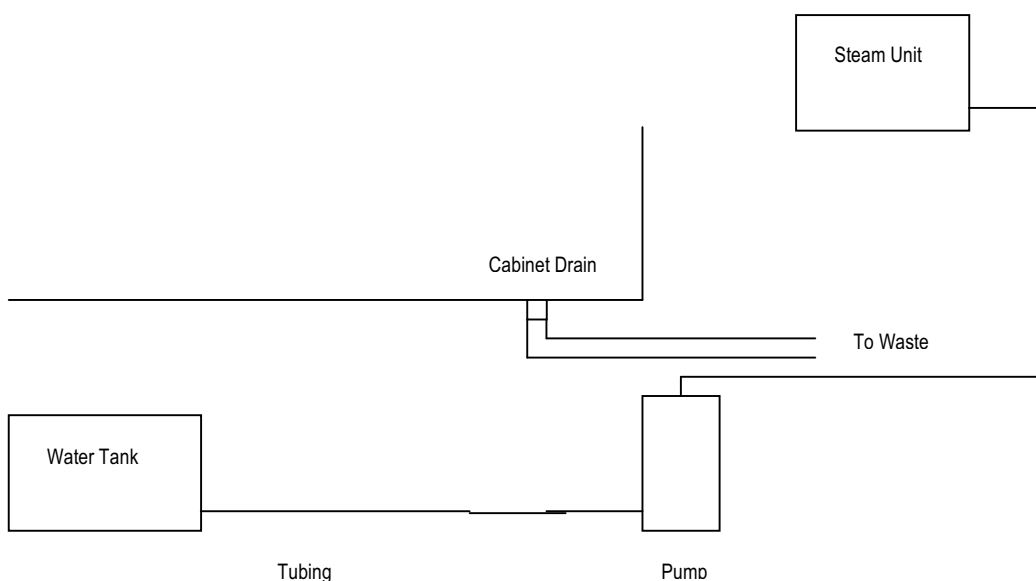 Steam Unit
Cabinet Drain
To Waste
Water Tank
Tubing
Pump